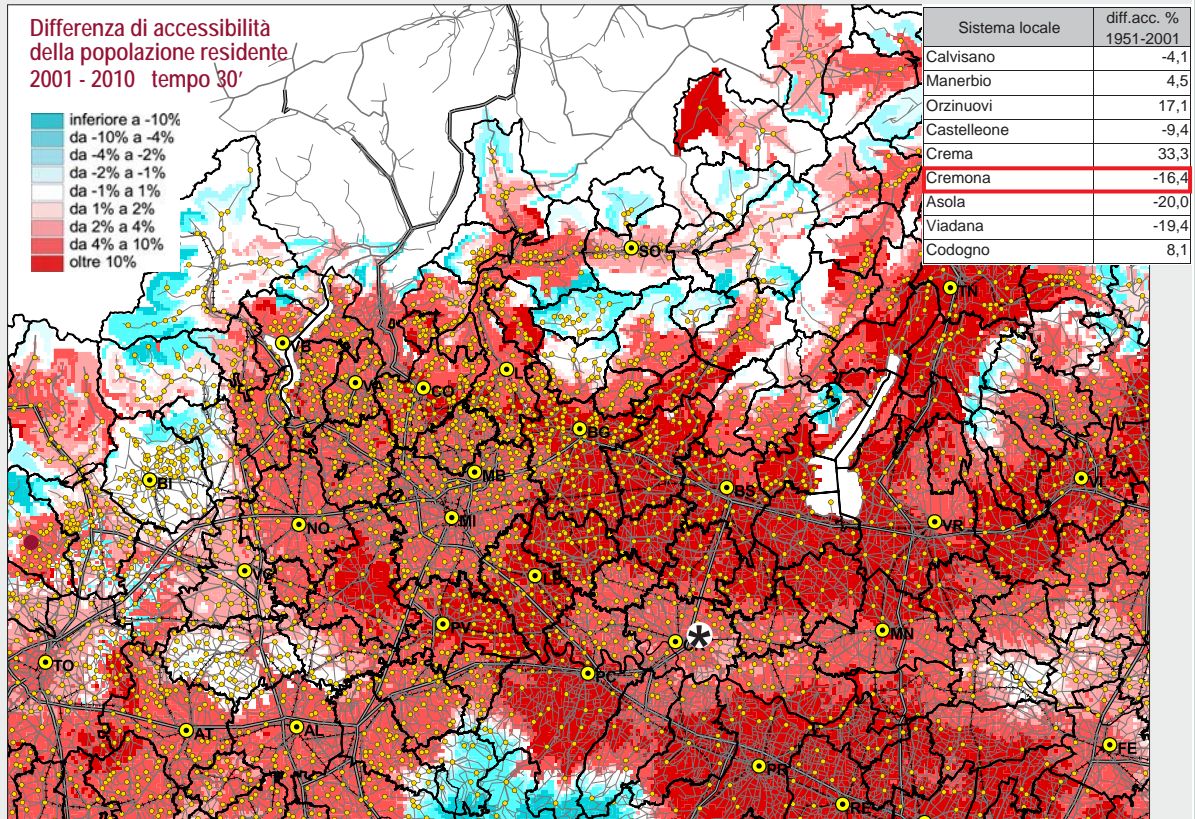 Differenza di accessibilità
della popolazione residente
2001 - 2010 tempo 30'
inferiore a -10%
da -10% a -4%
da -4% a -2%
da -2% a -1%
da -1% a 1%
da 1% a 2%
da 2% a 4%
da 4% a 10%
oltre 10%
Sistema locale diff.acc. % 1951-2001
Calvisano -4,1
Manerbio 4,5
Orzinuovi 17,1
Castelleone -9,4
Crema 33,3
Cremona -16,4
Asola -20,0
Viadana -19,4
Codogno 8,1
SO
TN
VB
VA
CO
BG
MB
BI
BS
VI
MI
NO
VR
VC
LO
PV
*
MN
TO
PC
AT
AL
FE
PR
RE